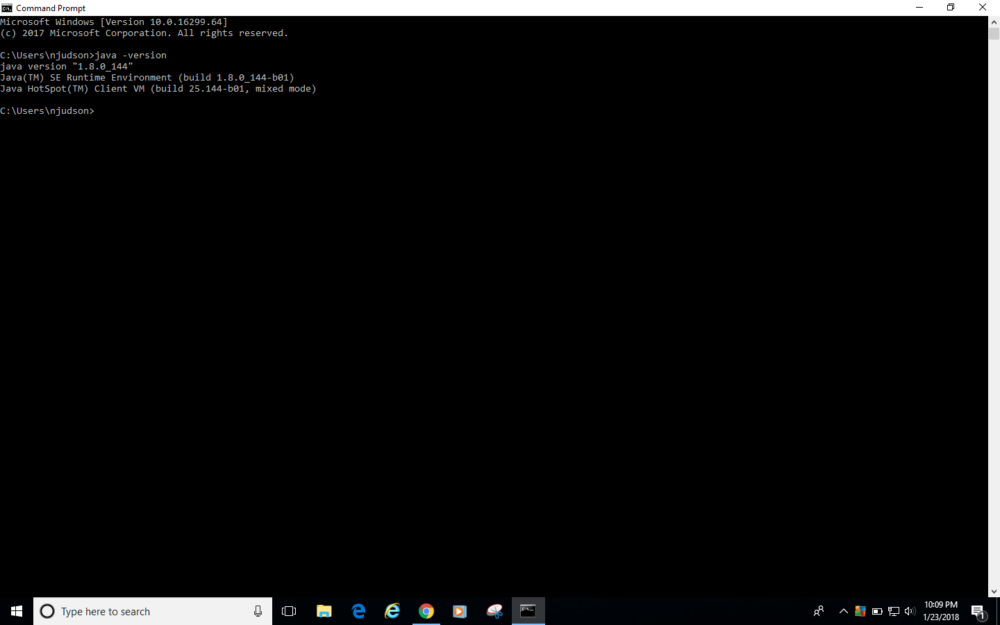 Command Prompt
Microsoft Windows [Version 10.0.16299.64]
(c) 2017 Microsoft Corporation. All rights reserved.
C:\Users\njudson>java -version
java version "1.8.0_144"
Java(TM) SE Runtime Environment (build 1.8.0_144-b01)
Java HotSpot(TM) Client VM (build 25.144-b01, mixed mode)
C:\Users\njudson>
Type here to search
10:09 PM
1/23/2018
1